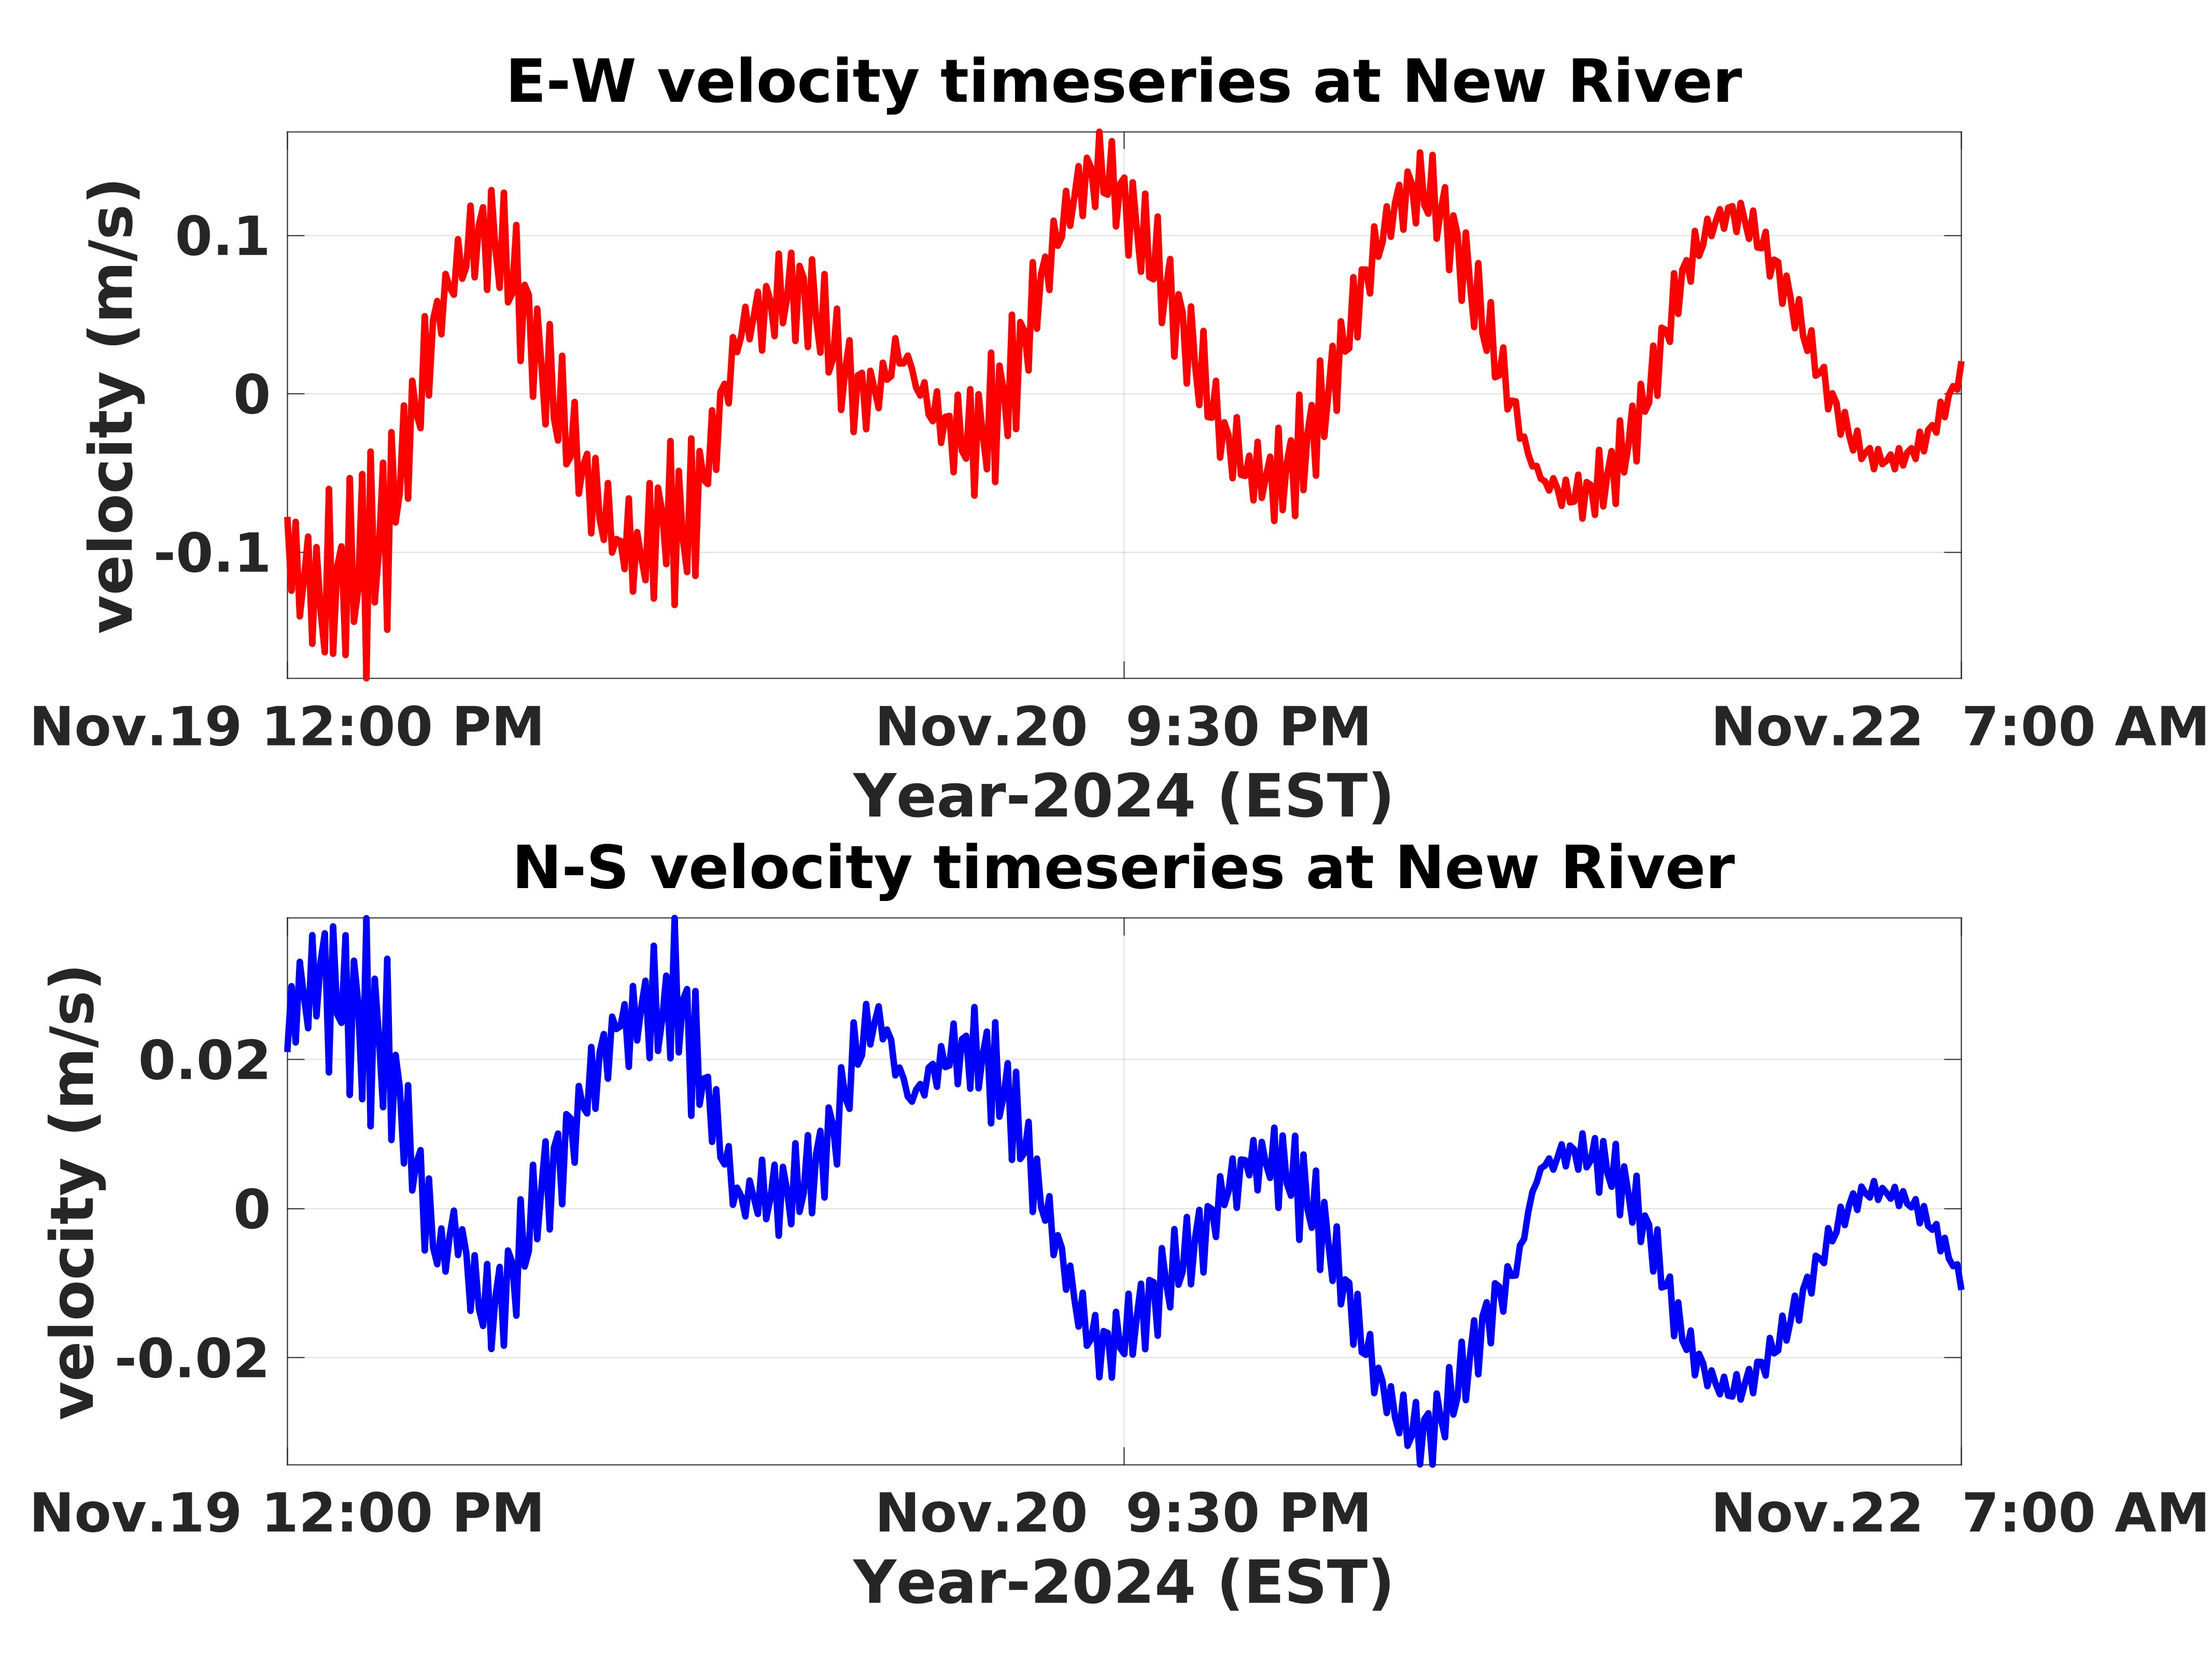 E-W velocity timeseries at New River
velocity (m/s)
0.1
0
-0.1
Nov.19 12:00 PM Nov.20 9:30 PM Nov.22 7:00 AM
Year-2024 (EST)
N-S velocity timeseries at New River
velocity (m/s)
0.02
0
-0.02
Nov.19 12:00 PM Nov.20 9:30 PM Nov.22 7:00 AM
Year-2024 (EST)